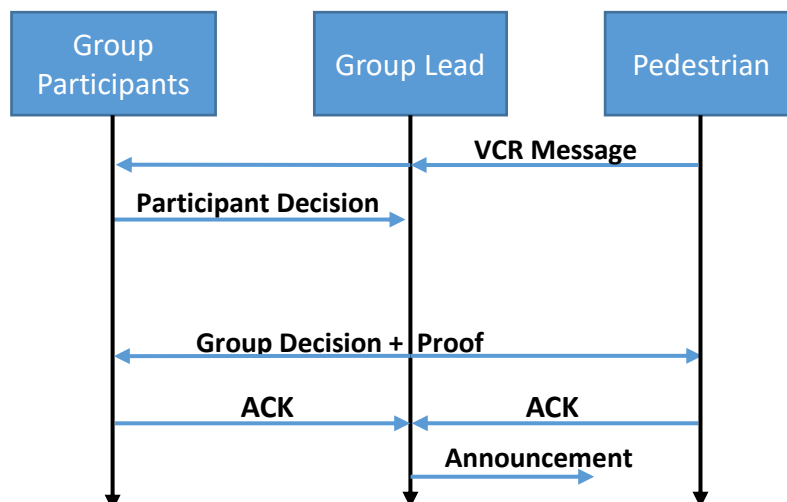 Group
Participants
Group Lead
Pedestrian
VCR Message
Participant Decision
Group Decision + Proof
ACK
ACK
Announcement